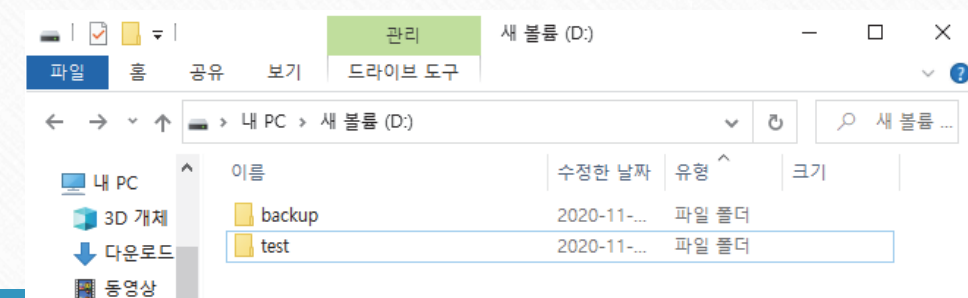 관리 새 볼륨 (D:)
파일 홈 공유 보기 드라이브 도구
내 PC 새 볼륨 (D:) 새 볼륨 ...
이름 수정한 날짜 유형 크기
내 PC
3D 개체
다운로드
동영상
backup 2020-11-... 파일 폴더
test 2020-11-... 파일 폴더